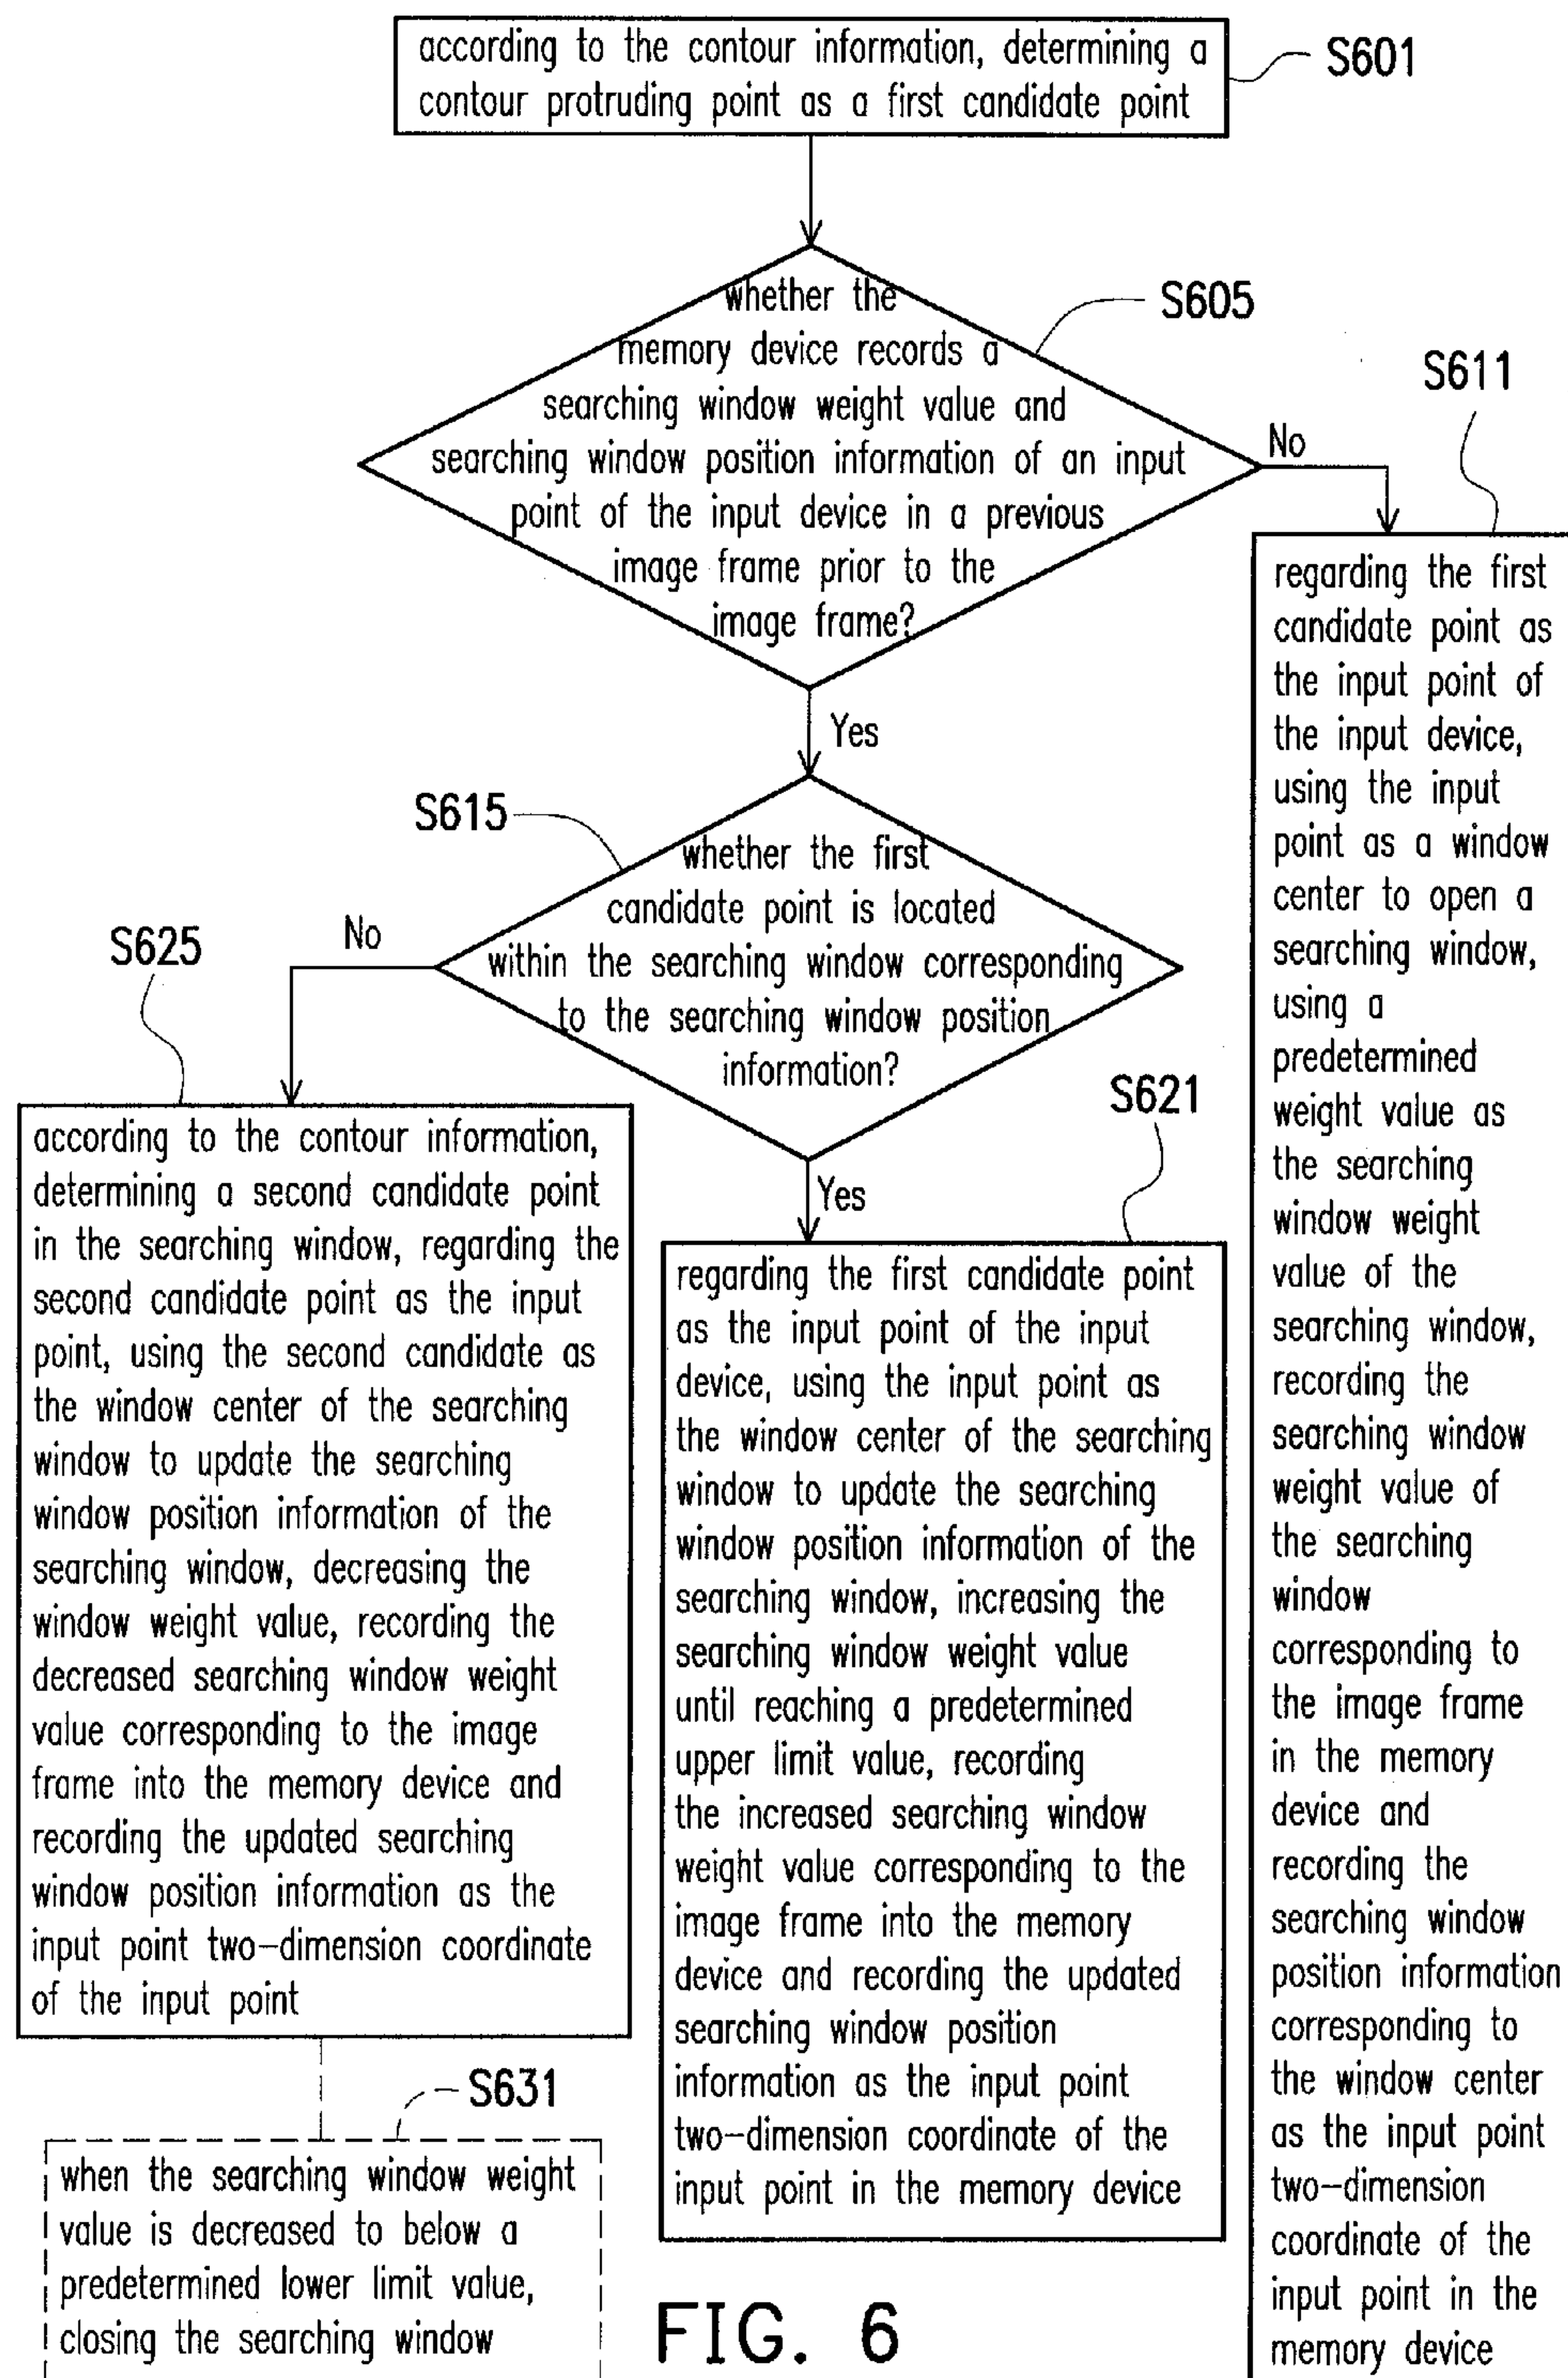 according to the contour information, determining a
contour protruding point as a first candidate point
S601
whether the
memory device records a
searching window weight value and
searching window position information of an input
point of the input device in a previous
image frame prior to the
image frame?
S605
No
S611
regarding the first
candidate point as
the input point of
the input device,
using the input
point as a window
center to open a
searching window,
using a
predetermined
weight value as
the searching
window weight
value of the
searching window,
recording the
searching window
weight value of
the searching
window
corresponding to
the image frame
in the memory
device and
recording the
searching window
position information
corresponding to
the window center
as the input point
two-dimension
coordinate of the
input point in the
memory device
Yes
S615
whether the first
candidate point is located
within the searching window corresponding
to the searching window position
information?
No
S625
according to the contour information,
determining a second candidate point
in the searching window, regarding the
second candidate point as the input
point, using the second candidate as
the window center of the searching
window to update the searching
window position information of the
searching window, decreasing the
window weight value, recording the
decreased searching window weight
value corresponding to the image
frame into the memory device and
recording the updated searching
window position information as the
input point two-dimension coordinate
of the input point
Yes
S621
regarding the first candidate point
as the input point of the input
device, using the input point as
the window center of the searching
window to update the searching
window position information of the
searching window, increasing the
searching window weight value
until reaching a predetermined
upper limit value, recording
the increased searching window
weight value corresponding to the
image frame into the memory
device and recording the updated
searching window position
information as the input point
two-dimension coordinate of the
input point in the memory device
S631
when the searching window weight
value is decreased to below a
predetermined lower limit value,
closing the searching window
FIG. 6